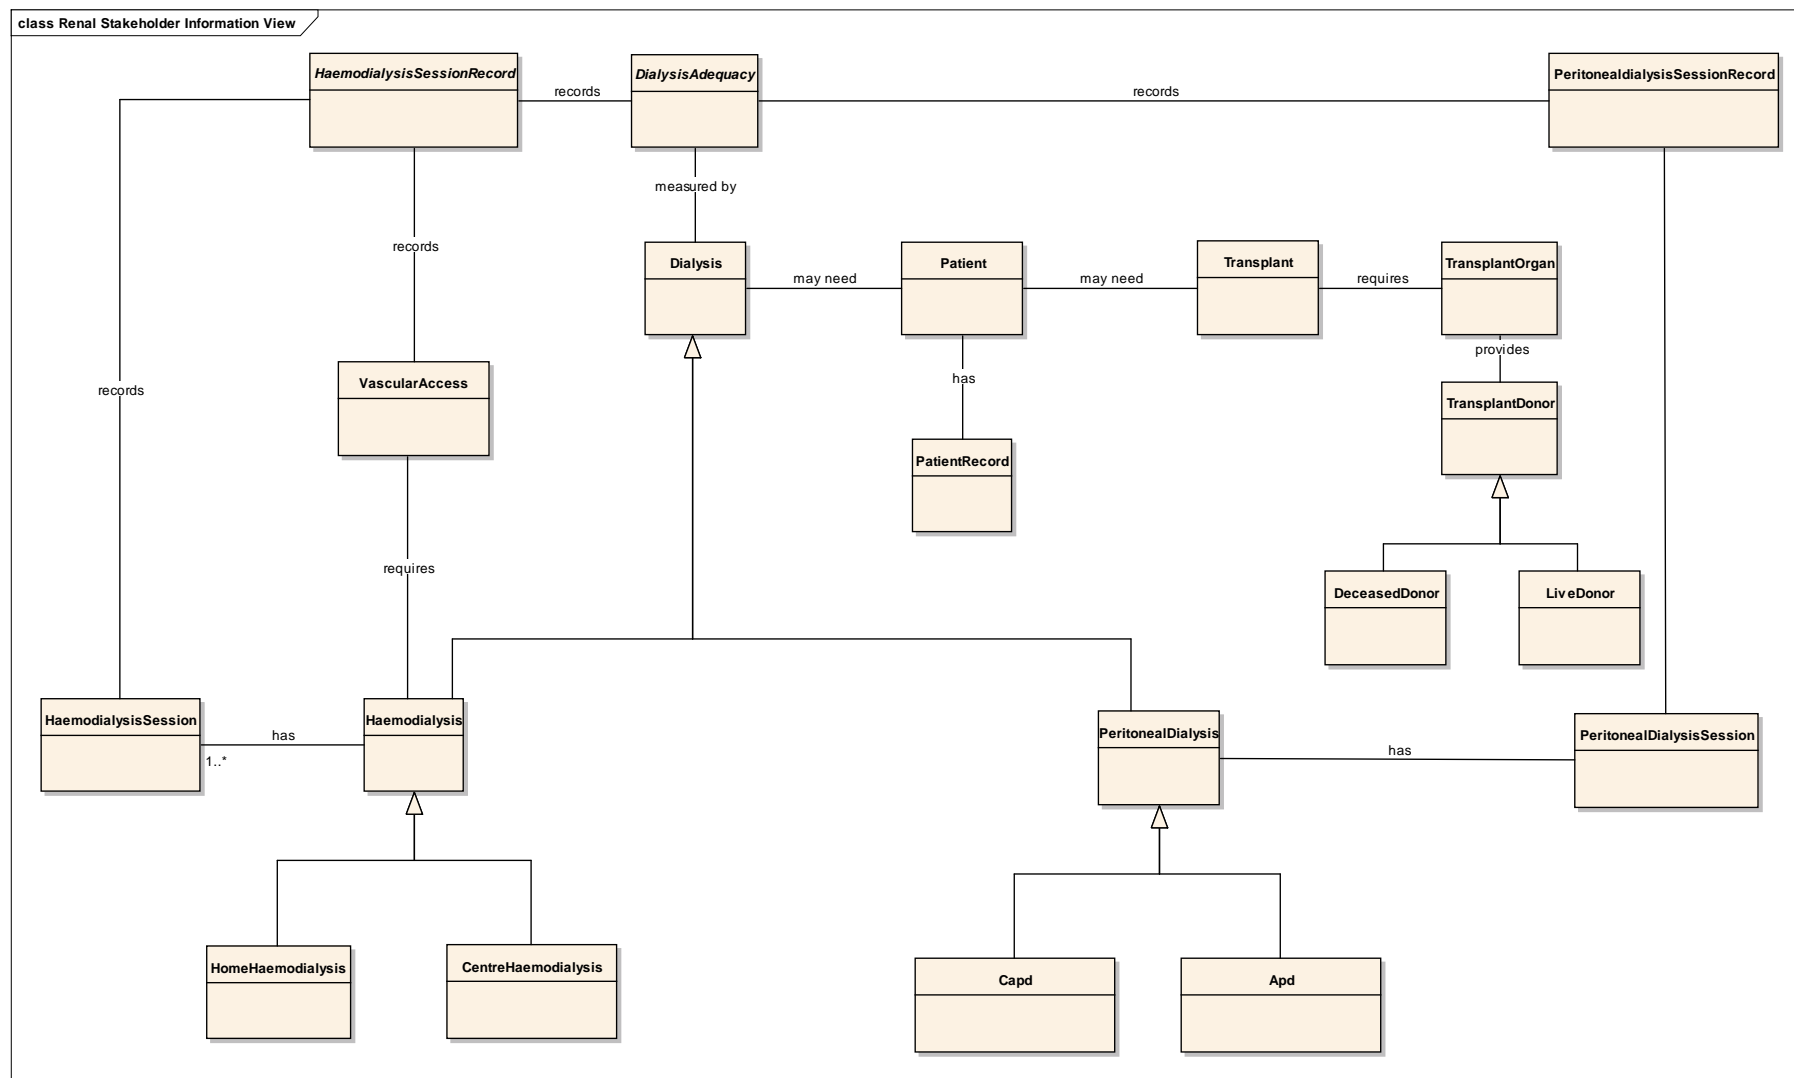 class Renal Stakeholder Information View
HaemodialysisSessionRecord
DialysisAdequacy
PeritonealdialysisSessionRecord
records
records
measured by
records
Dialysis
Patient
Transplant
TransplantOrgan
may need
may need
requires
provides
VascularAccess
has
records
TransplantDonor
PatientRecord
requires
DeceasedDonor
LiveDonor
HaemodialysisSession
Haemodialysis
PeritonealDialysis
PeritonealDialysisSession
has
1..*
has
HomeHaemodialysis
CentreHaemodialysis
Capd
Apd